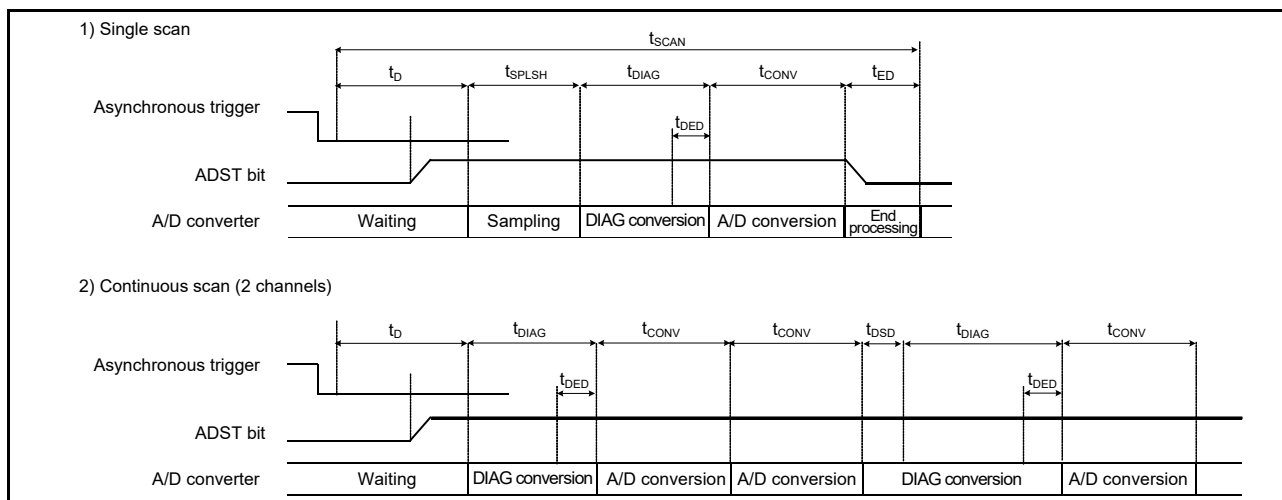 1) Single scan
tSCAN
tD tSPLSH tDIAG tCONV tED
Asynchronous trigger
tDED
ADST bit
A/D converter Waiting Sampling DIAG conversion A/D conversion End processing
2) Continuous scan (2 channels)
tD tDIAG tCONV tCONV tDSD tDIAG tCONV
Asynchronous trigger
tDED tDED
ADST bit
A/D converter Waiting DIAG conversion A/D conversion A/D conversion DIAG conversion A/D conversion